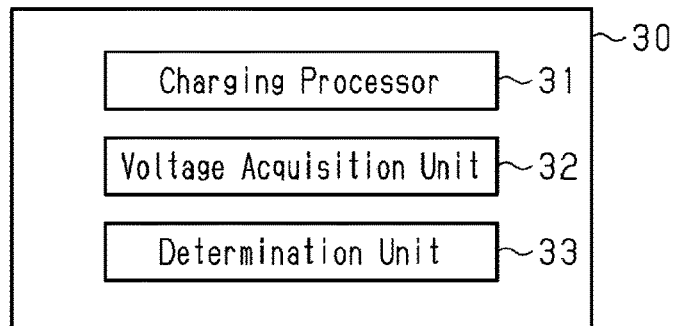 30
Charging Processor 31
Voltage Acquisition Unit 32
Determination Unit 33